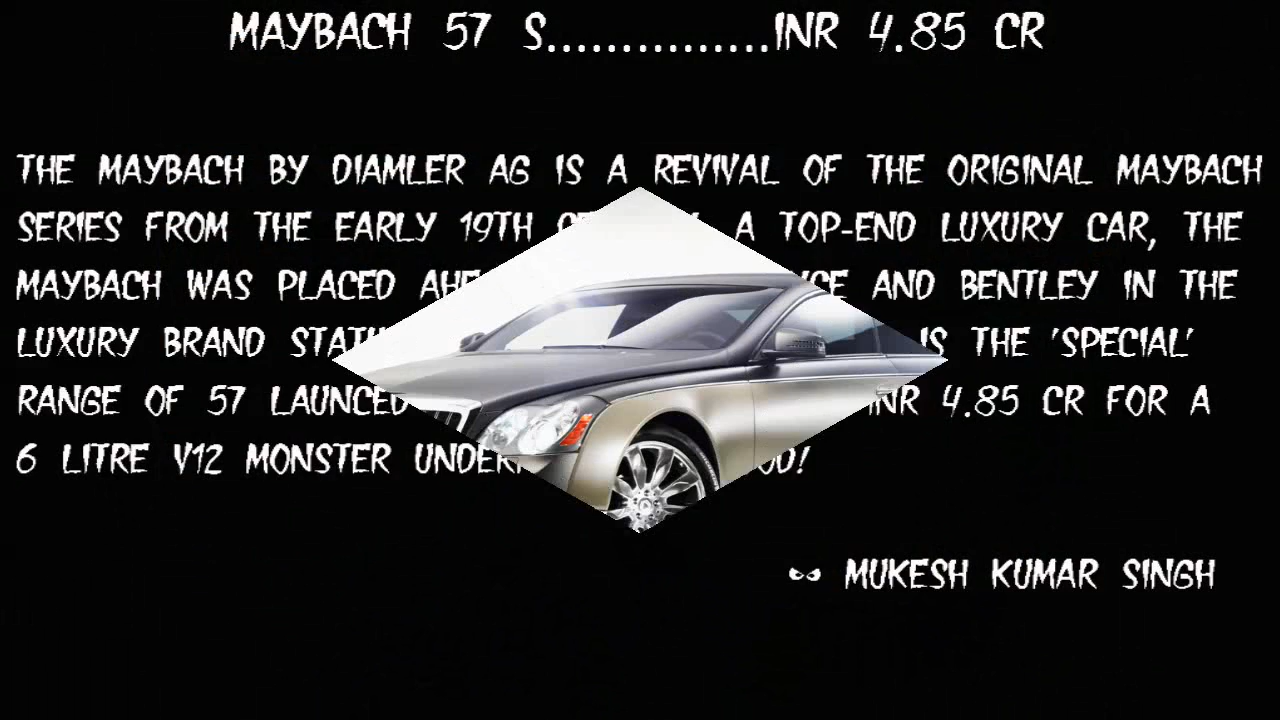 MAYBACH 57 S...............INR 4.85 CR
THE MAYBACH BY DIAMLER AG IS A REVIVAL OF THE ORIGINAL MAYBACH
SERIES FROM THE EARLY 19TH A TOP-END LUXURY CAR, THE
MAYBACH WAS PLACED AND BENTLEY IN THE
LUXURY BRAND IS THE 'SPECIAL'
RANGE OF 57 LAUNCED INR 4.85 CR FOR A
6 LITRE V12 MONSTER
MUKESH KUMAR SINGH